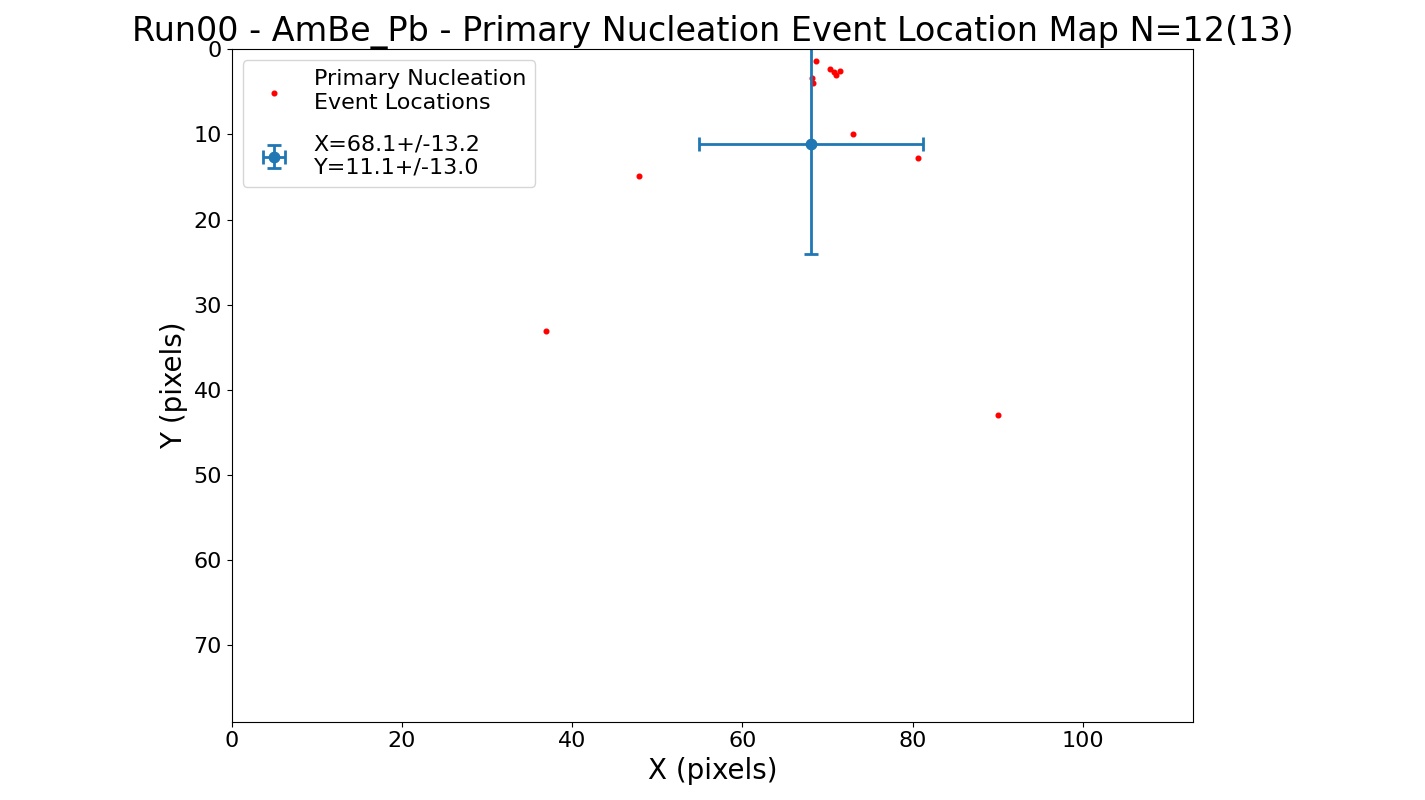 Run00 - AmBe_Pb - Primary Nucleation Event Location Map N=12(13)
Primary Nucleation
Event Locations
X=68.1+/-13.2
Y=11.1+/-13.0
0
10
20
30
40
50
60
70
Y (pixels)
0 20 40 60 80 100
X (pixels)